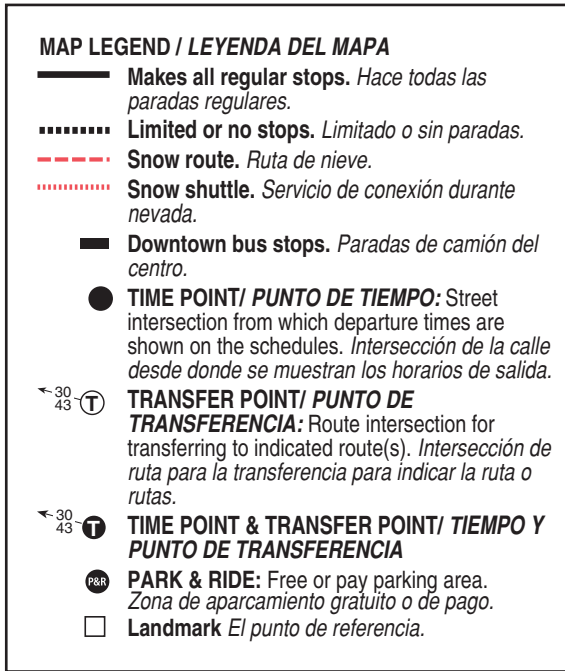 MAP LEGEND / LEYENDA DEL MAPA
Makes all regular stops. Hace todas las
paradas regulares.
Limited or no stops. Limitado o sin paradas.
Snow route. Ruta de nieve.
Snow shuttle. Servicio de conexión durante
nevada.
Downtown bus stops. Paradas de camión del
centro.
TIME POINT/ PUNTO DE TIEMPO: Street
intersection from which departure times are
shown on the schedules. Intersección de la calle
desde donde se muestran los horarios de salida.
30
43 T TRANSFER POINT/ PUNTO DE
TRANSFERENCIA: Route intersection for
transferring to indicated route(s). Intersección de
ruta para la transferencia para indicar la ruta o
rutas.
30
43 T TIME POINT & TRANSFER POINT/ TIEMPO Y
PUNTO DE TRANSFERENCIA
P&R PARK & RIDE: Free or pay parking area.
Zona de aparcamiento gratuito o de pago.
Landmark El punto de referencia.